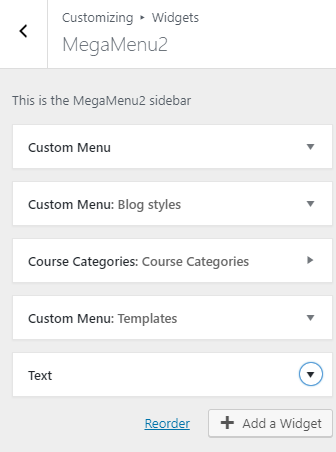 Customizing ▸ Widgets
MegaMenu2
This is the MegaMenu2 sidebar
Custom Menu
Custom Menu: Blog styles
Course Categories: Course Categories
Custom Menu: Templates
Text
Reorder
Add a Widget